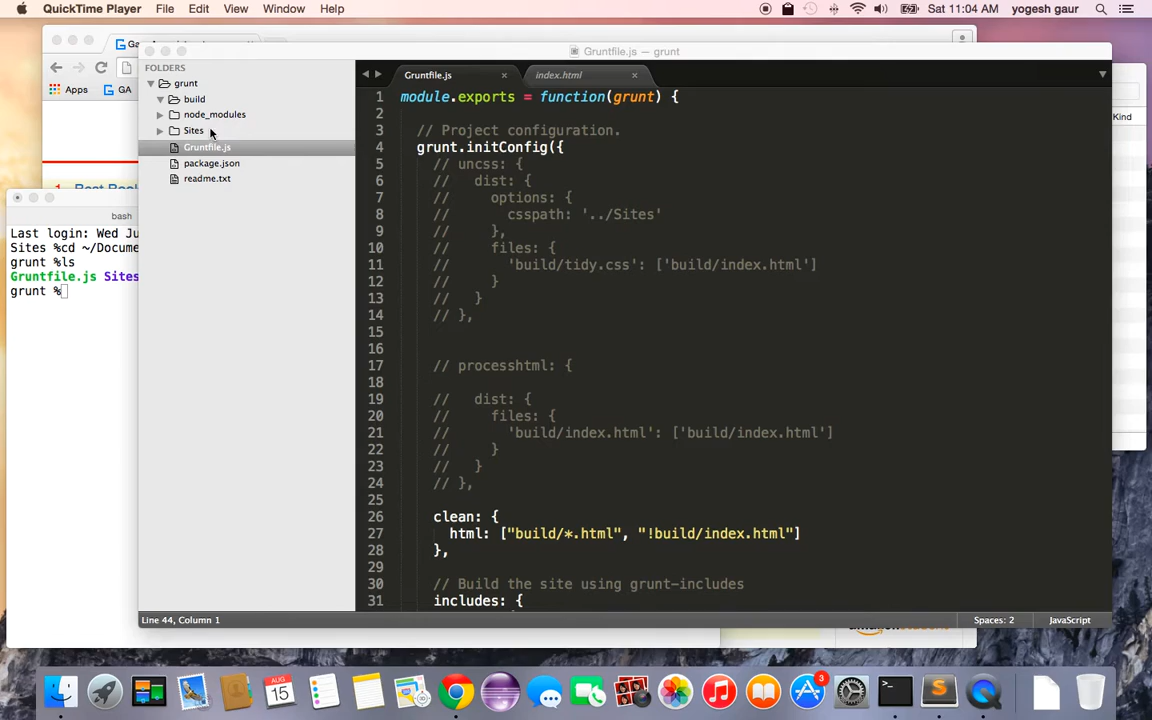 QuickTime Player File Edit View Window Help
Sat 11:04 AM yogesh gaur
Apps GA
Gruntfile.js — grunt
FOLDERS
grunt
build
node_modules
Sites
Gruntfile.js
package.json
readme.txt
Gruntfile.js index.html
1 module.exports = function(grunt) {
2
3 // Project configuration.
4 grunt.initConfig({
5 // uncss: {
6 // dist: {
7 // options: {
8 // csspath: '../Sites'
9 // },
10 // files: {
11 // 'build/tidy.css': ['build/index.html']
12 // }
13 // }
14 // },
15
16
17 // processhtml: {
18
19 // dist: {
20 // files: {
21 // 'build/index.html': ['build/index.html']
22 // }
23 // }
24 // },
25
26 clean: {
27 html: ["build/*.html", "!build/index.html"]
28 },
29
30 // Build the site using grunt-includes
31 includes: {
Line 44, Column 1 Spaces: 2 JavaScript
bash
Last login: Wed Ju
Sites %cd ~/Docume
grunt %ls
Gruntfile.js Sites
grunt %
Kind
AUG
15
3